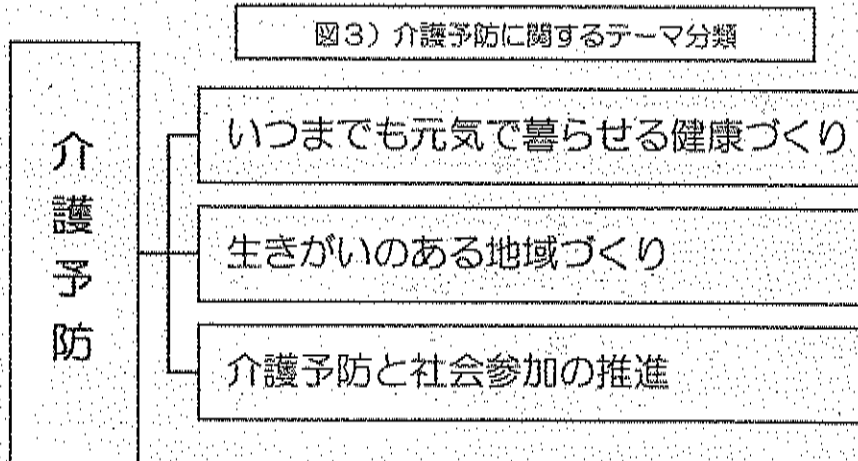 図3）介護予防に関するテーマ分類
介護予防
いつまでも元気で暮らせる健康づくり
生きがいのある地域づくり
介護予防と社会参加の推進